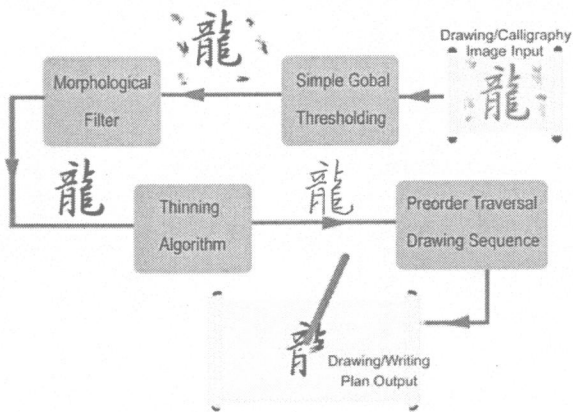 龍
Drawing/Calligraphy
Image Input
龍
Simple Gobal
Thresholding
Morphological
Filter
龍
Thinning
Algorithm
龍
Preorder Traversal
Drawing Sequence
Drawing/Writing
Plan Output